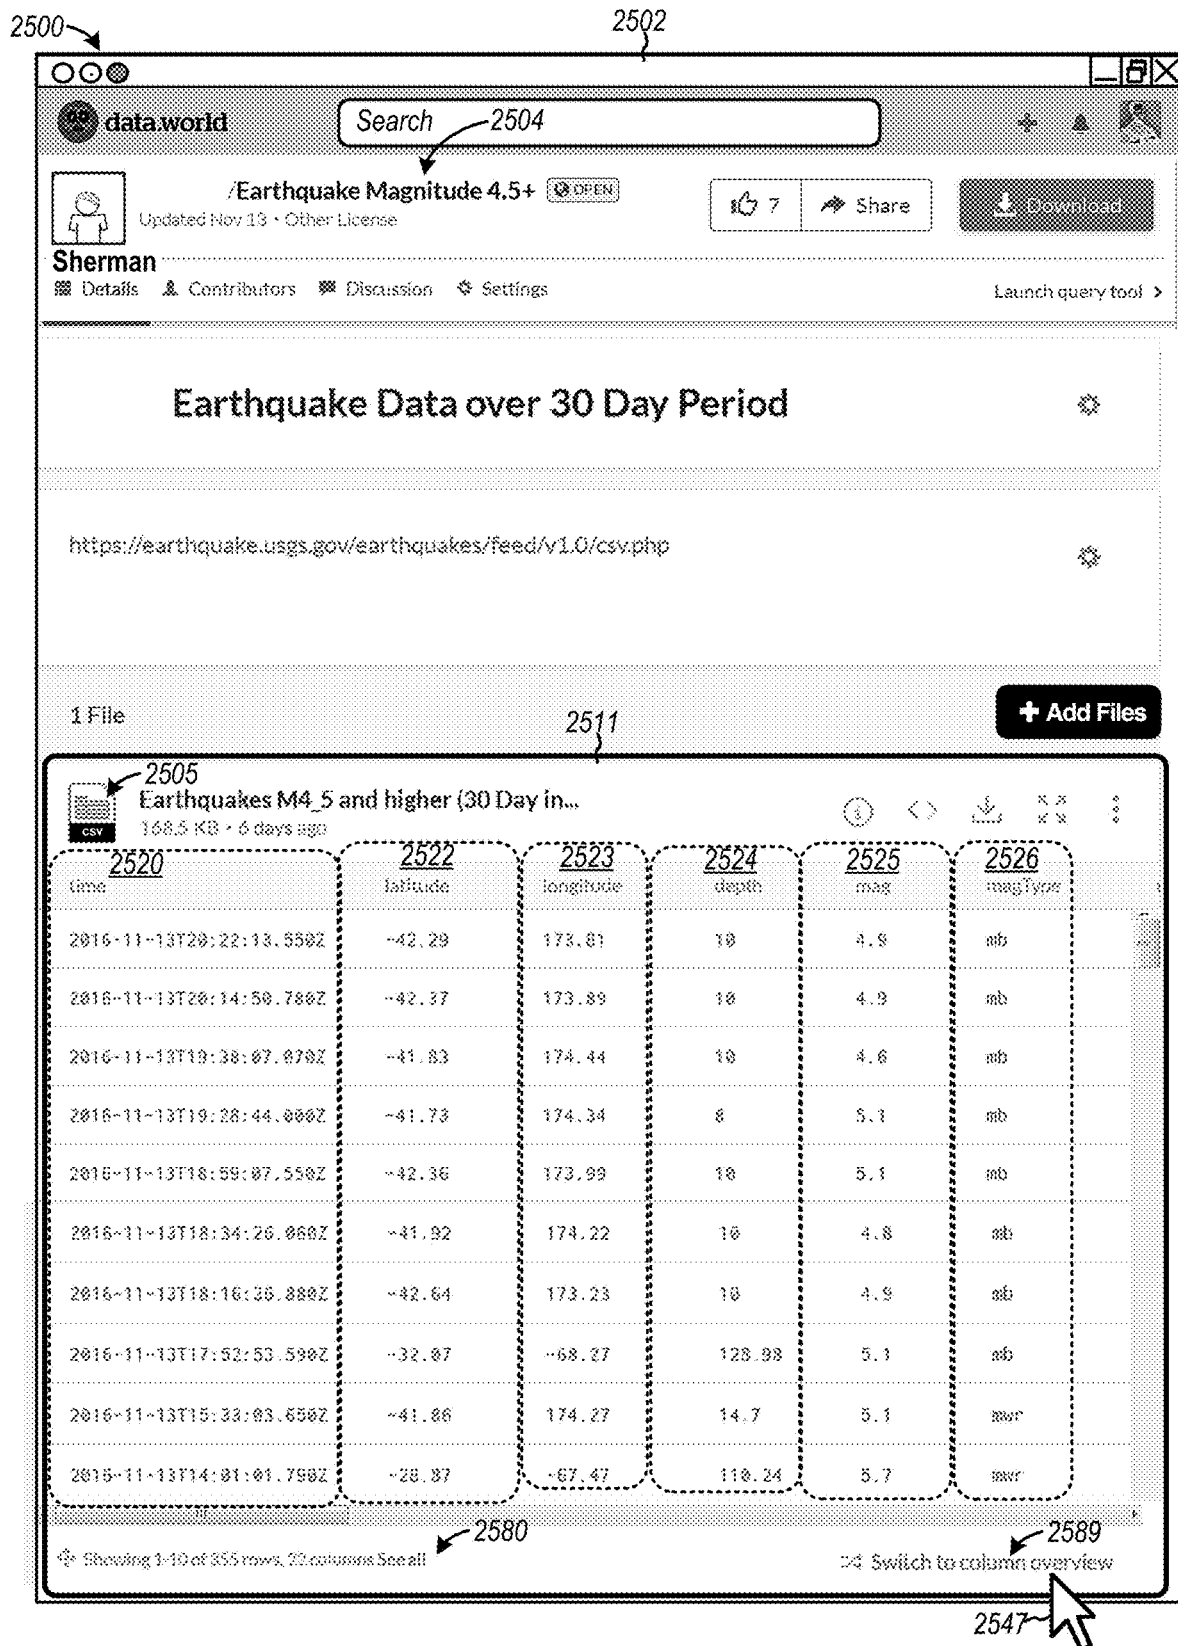 2500 2502
data.world Search 2504
/Earthquake Magnitude 4.5+ OPEN
Updated Nov 13 • Other License
7 Share Download
Sherman
Details Contributors Discussion Settings Launch query tool >
Earthquake Data over 30 Day Period
https://earthquake.usgs.gov/earthquakes/feed/v1.0/csv.php
1 File + Add Files
2511
2505
Earthquakes M4_5 and higher (30 Day in...
CSV 168.5 KB • 6 days ago
2520 2522 2523 2524 2525 2526
time latitude longitude depth mag magType
2016-11-13T20:22:13.550Z -42.29 173.81 10 4.9 mb
2016-11-13T20:14:50.780Z -42.37 173.89 10 4.9 mb
2016-11-13T19:38:07.070Z -41.83 174.44 10 4.6 mb
2016-11-13T19:28:44.000Z -41.73 174.34 8 5.1 mb
2016-11-13T18:59:07.550Z -42.36 173.99 10 5.1 mb
2016-11-13T18:34:26.060Z -41.92 174.22 10 4.8 mb
2016-11-13T18:16:36.880Z -42.64 173.23 10 4.9 mb
2016-11-13T17:52:53.590Z -32.07 -68.27 128.98 5.1 mb
2016-11-13T15:33:03.650Z -41.86 174.27 14.7 5.1 mwr
2016-11-13T14:01:01.790Z -28.87 -67.47 110.24 5.7 mwr
2580 2589
Showing 1-10 of 355 rows, 22 columns See all Switch to column overview
2547